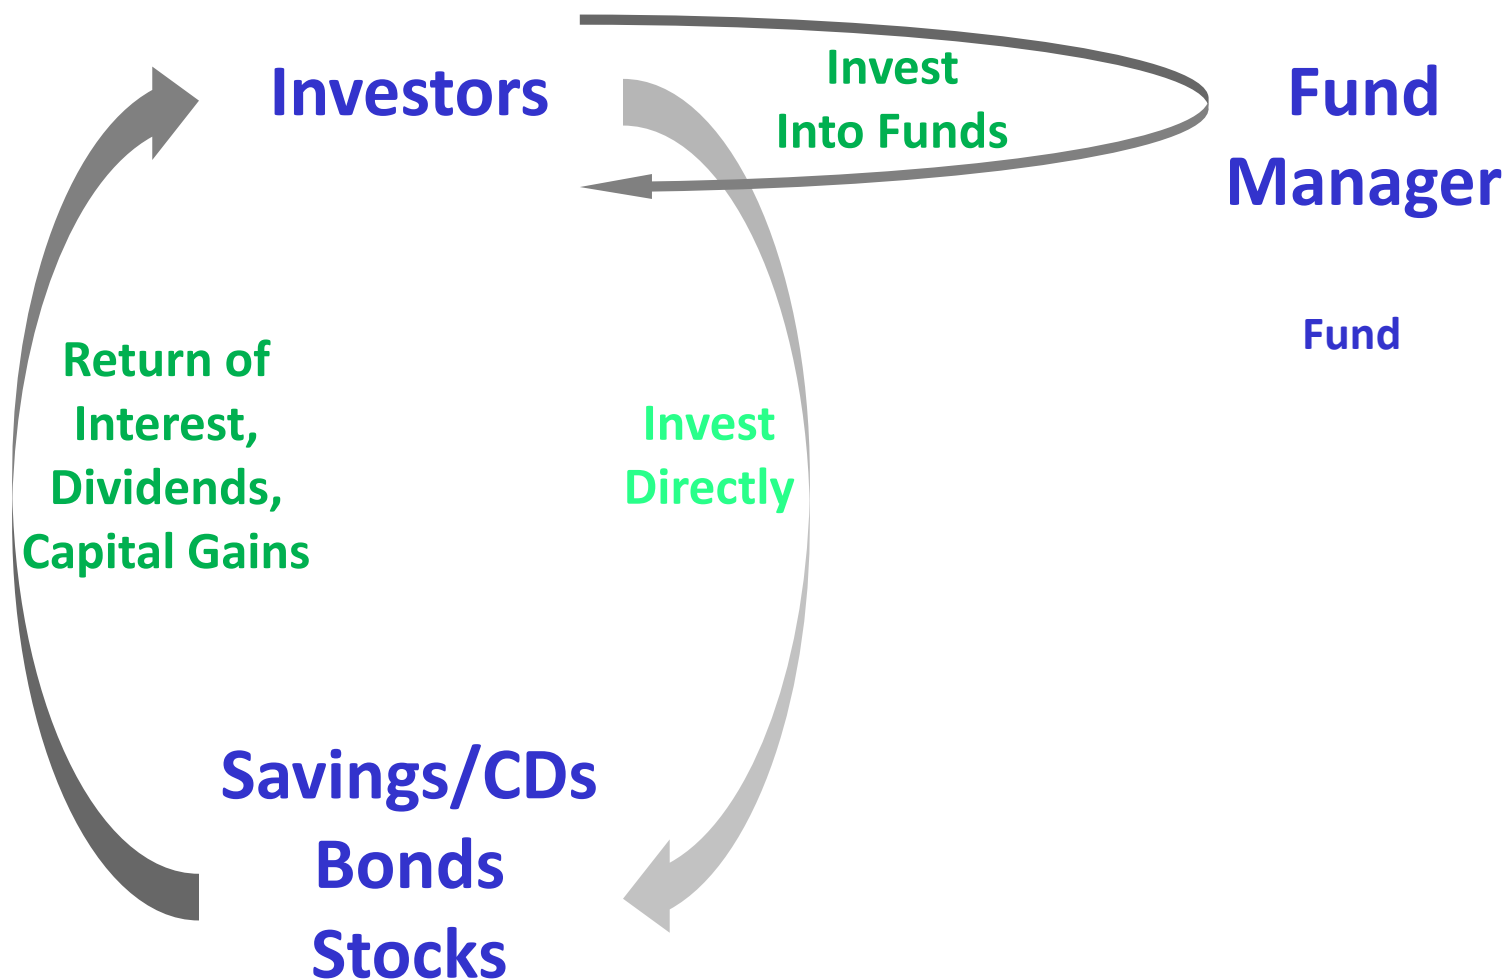 Investors
Invest
Into Funds
Fund
Manager
Fund
Return of
Interest,
Dividends,
Capital Gains
Invest
Directly
Savings/CDs
Bonds
Stocks